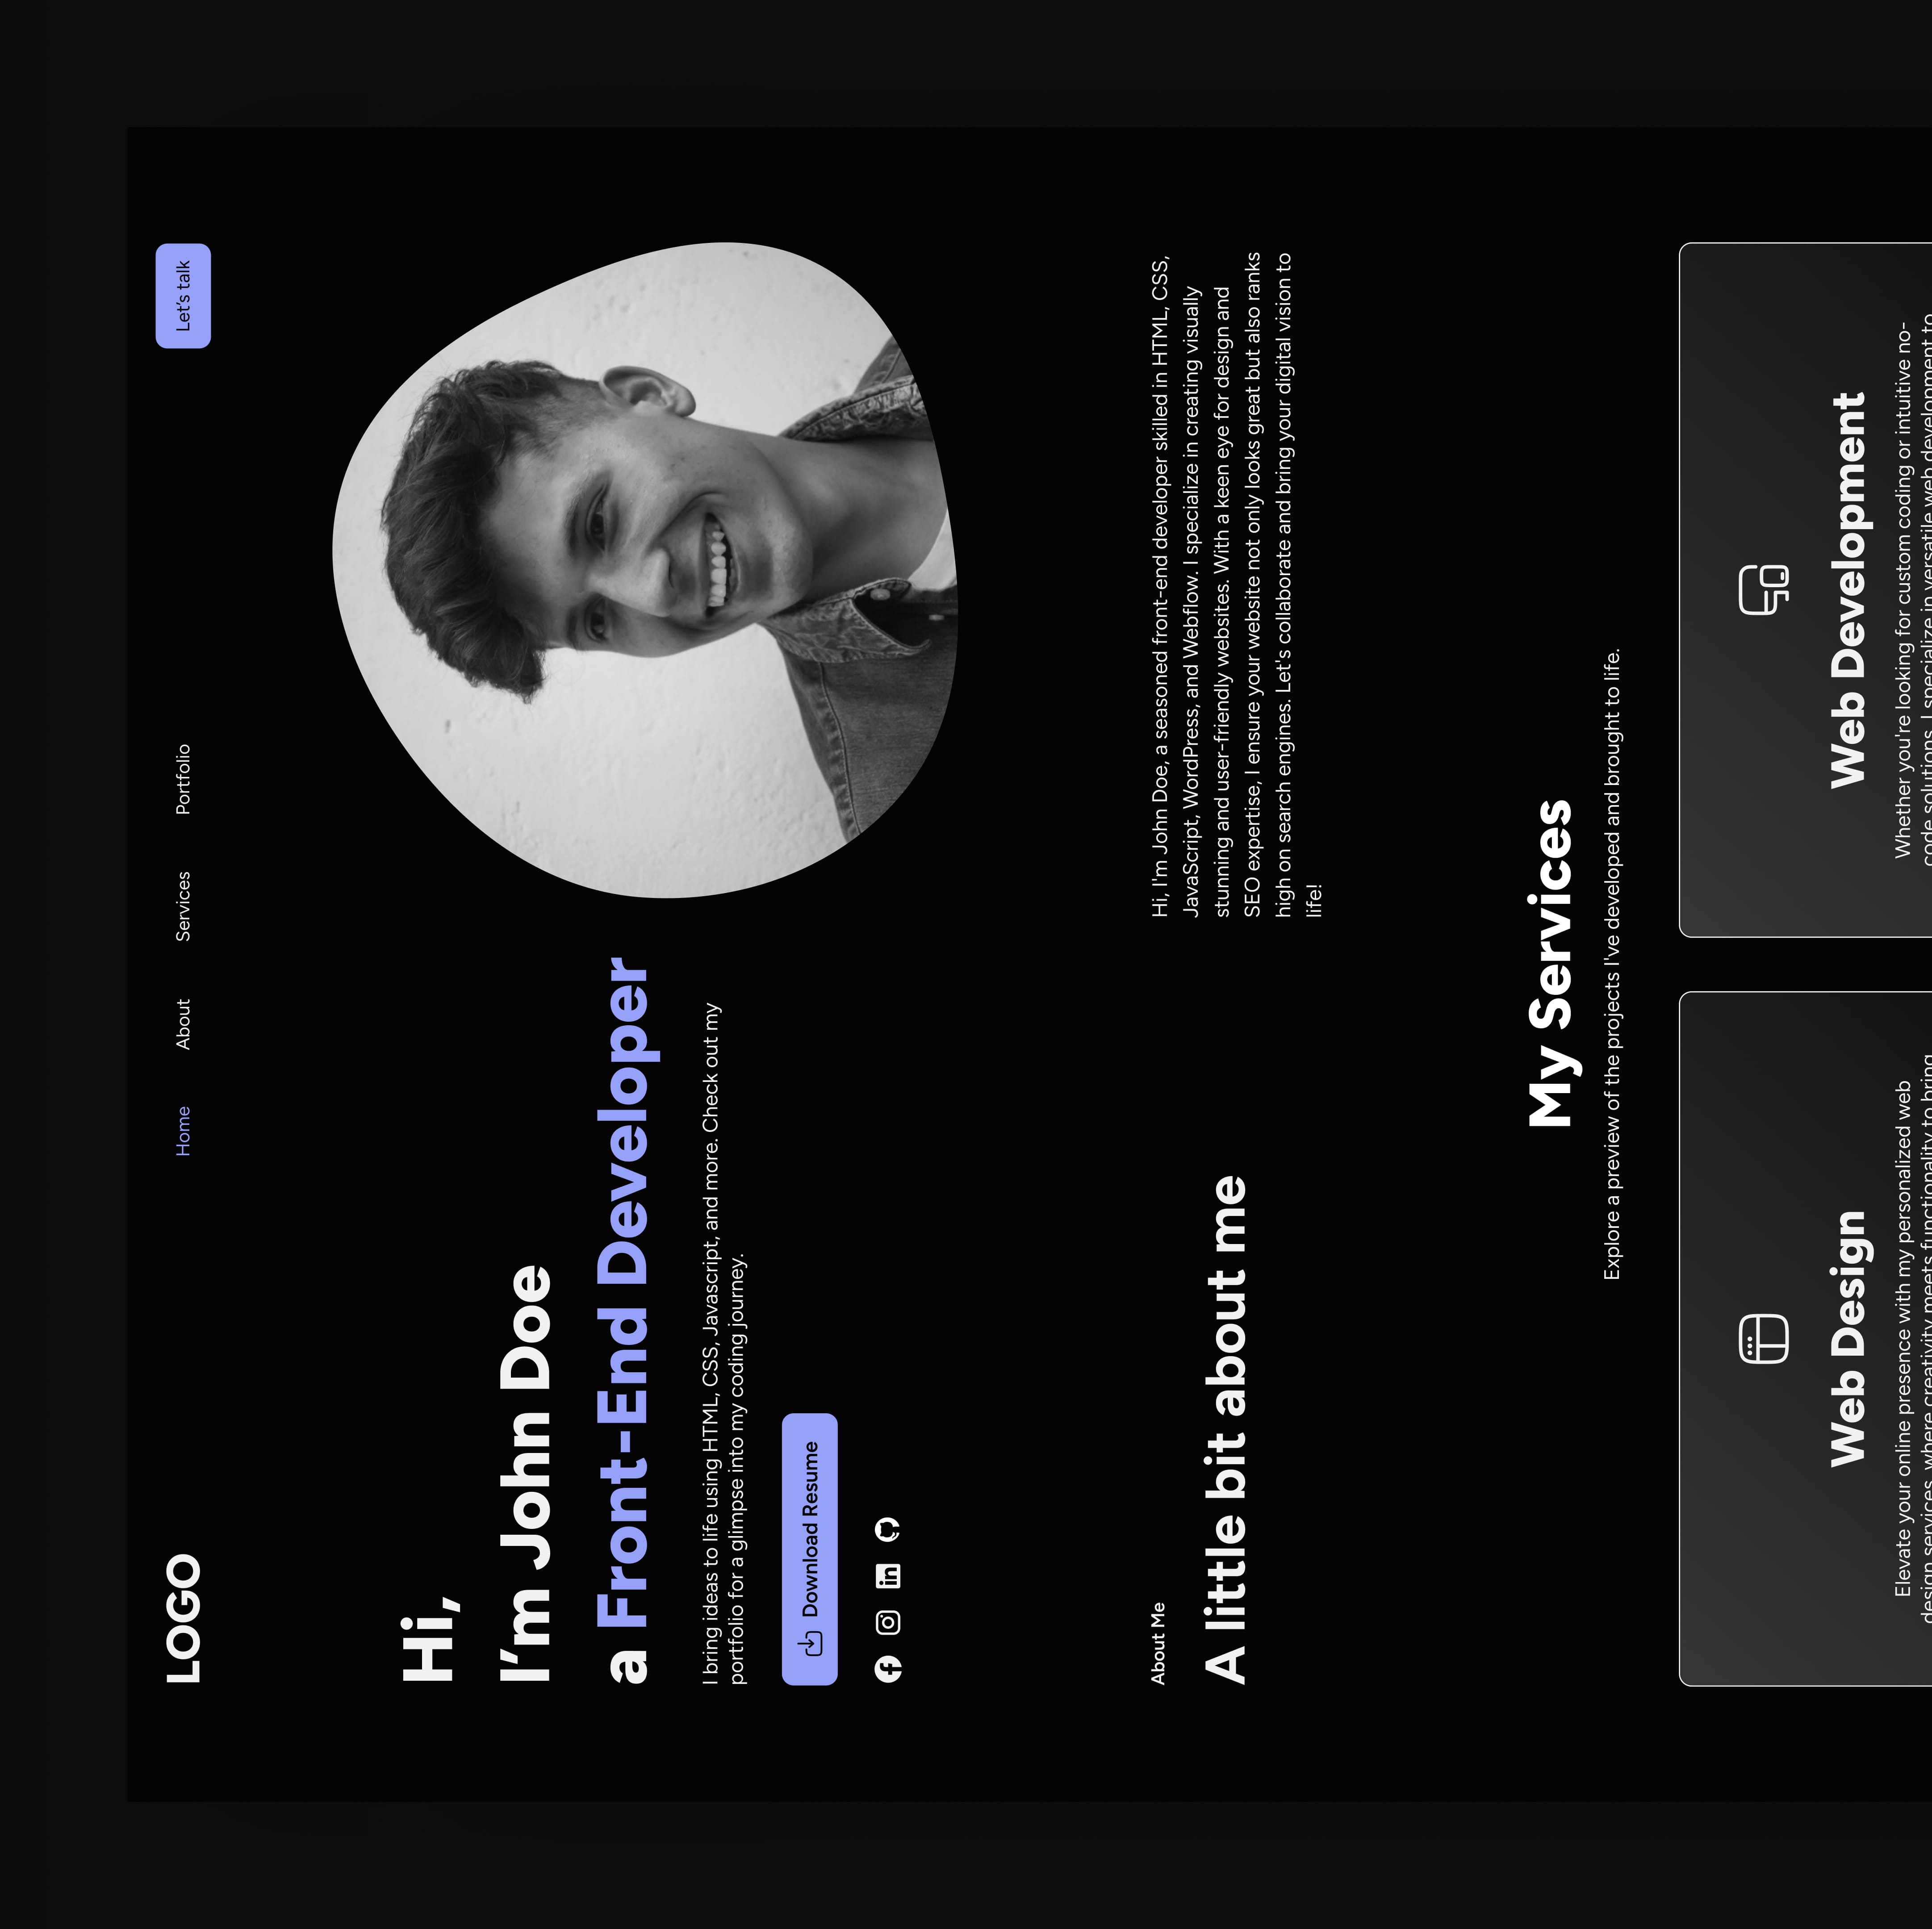 LOGO
Home
About
Services
Portfolio
Let's talk
Hi,
I'm John Doe
a Front-End Developer
I bring ideas to life using HTML, CSS, Javascript, and more. Check out my
portfolio for a glimpse into my coding journey.
Download Resume
About Me
A little bit about me
Hi, I'm John Doe, a seasoned front-end developer skilled in HTML, CSS,
JavaScript, WordPress, and Webflow. I specialize in creating visually
stunning and user-friendly websites. With a keen eye for design and
SEO expertise, I ensure your website not only looks great but also ranks
high on search engines. Let's collaborate and bring your digital vision to
life!
My Services
Explore a preview of the projects I've developed and brought to life.
Web Design
Elevate your online presence with my personalized web
design services, where creativity meets functionality to bring
Web Development
Whether you're looking for custom coding or intuitive no-
code solutions, I specialize in versatile web development to